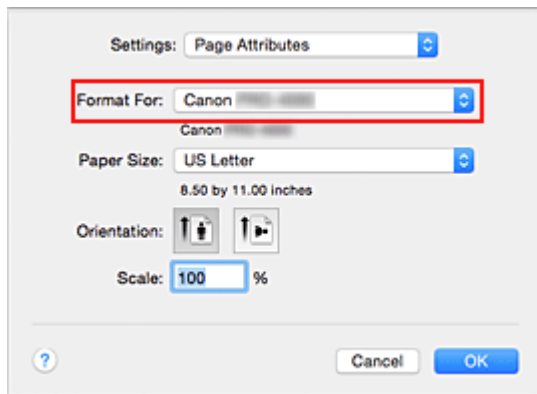 Settings: Page Attributes
Format For: Canon
Canon
Paper Size: US Letter
8.50 by 11.00 inches
Orientation:
Scale: 100 %
? Cancel OK